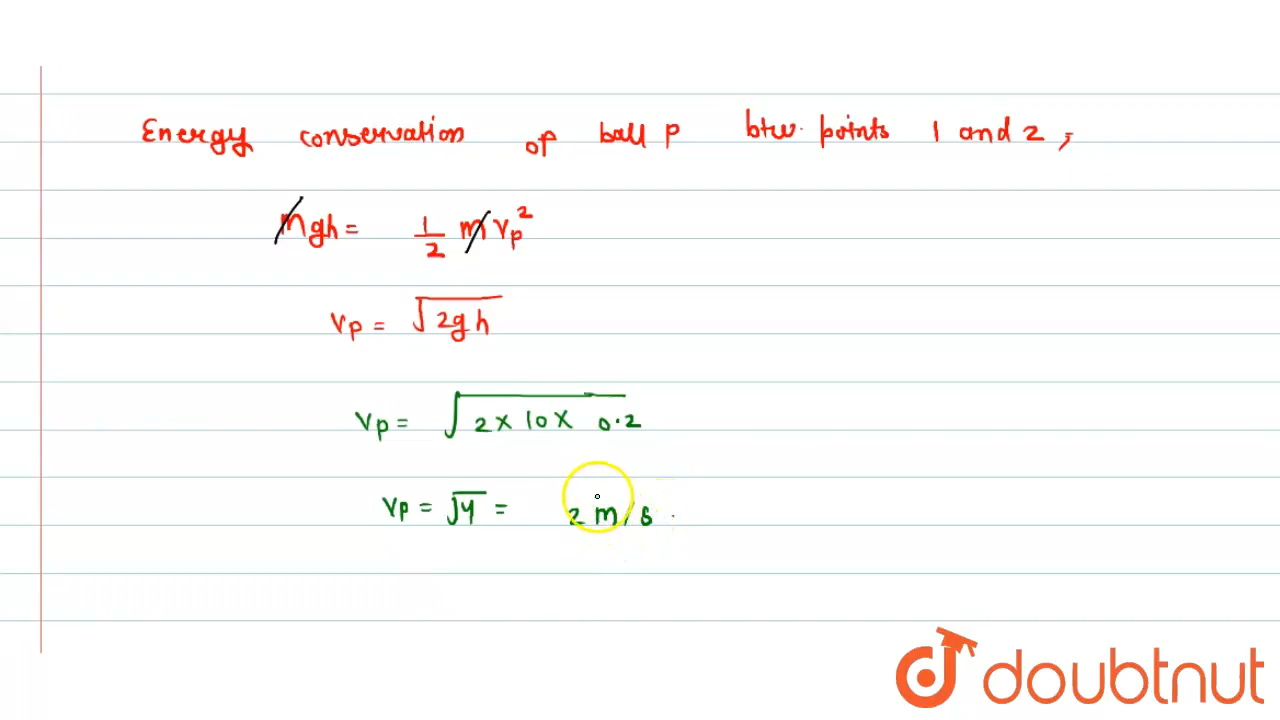 Energy conservation of ball P btw. points 1 and 2,
mgh = 1/2 m vp²
vp = √2gh
vp = √2 x 10 x 0.2
vp = √4 = 2 m/s.
doubtnut